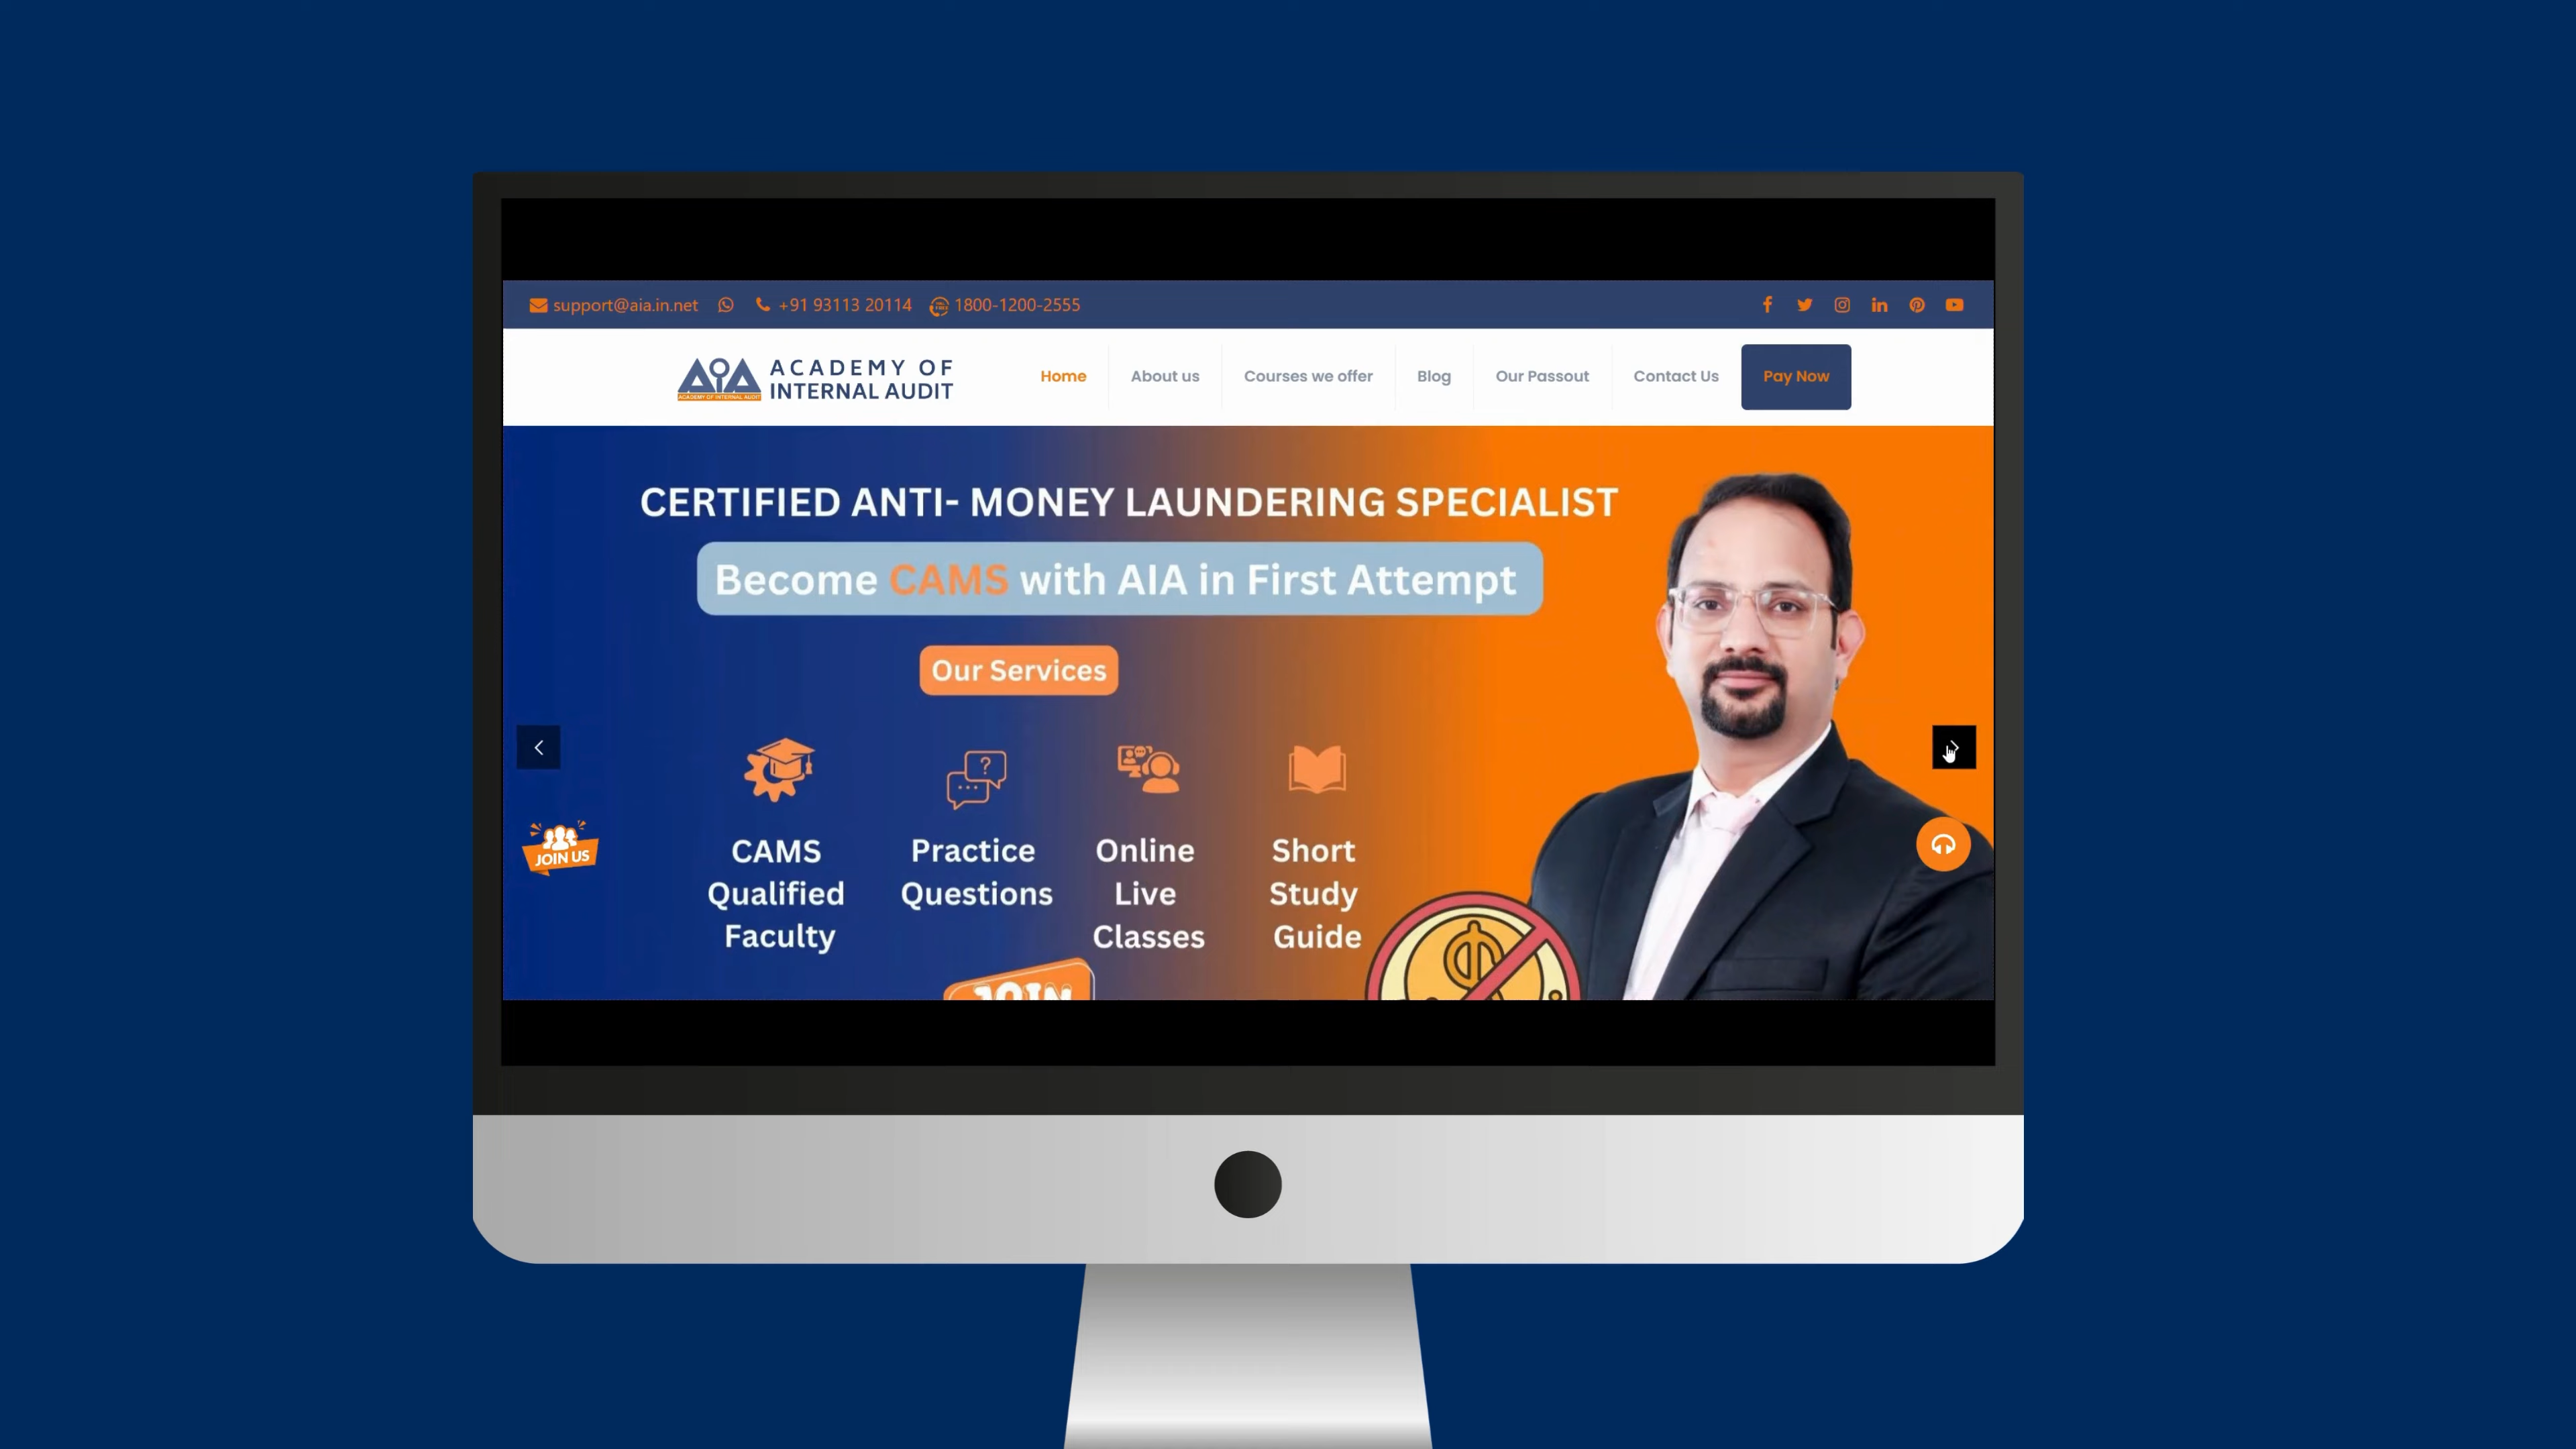 support@aia.in.net +91 93113 20114 1800-1200-2555
AIA ACADEMY OF
ACADEMY OF INTERNAL AUDIT INTERNAL AUDIT
Home About us Courses we offer Blog Our Passout Contact Us Pay Now
CERTIFIED ANTI- MONEY LAUNDERING SPECIALIST
Become CAMS with AIA in First Attempt
Our Services
CAMS
Qualified
Faculty
Practice
Questions
Online
Live
Classes
Short
Study
Guide
JOIN US
JOIN